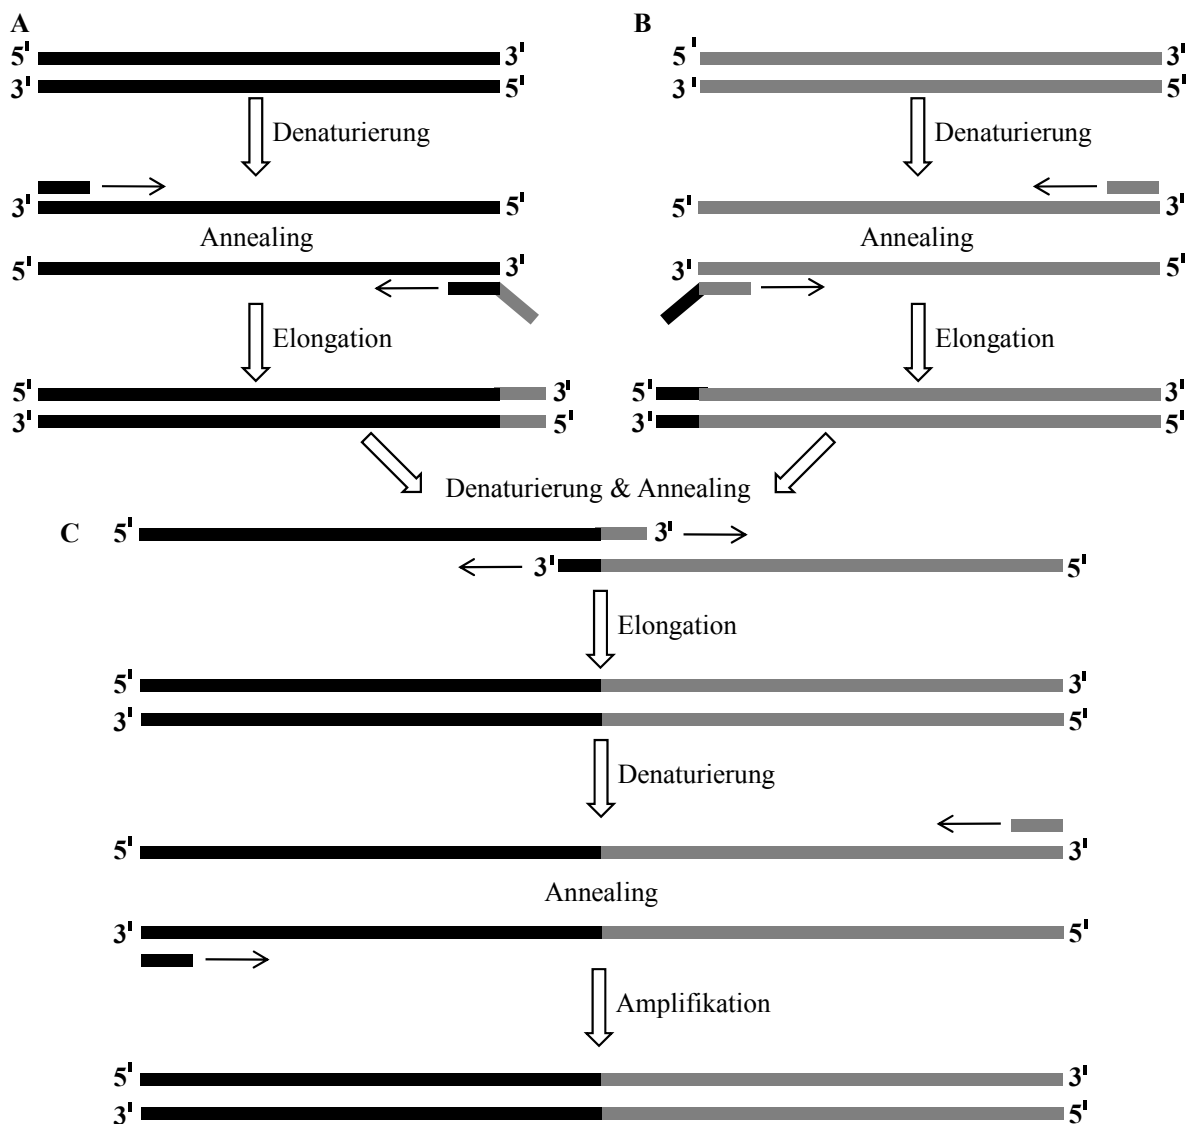 A B
5' 3' 5' 3'
3' 5' 3' 5'
Denaturierung Denaturierung
3' 5' 5' 3'
Annealing Annealing
5' 3' 3' 5'
Elongation Elongation
5' 3' 5' 3'
3' 5' 3' 5'
Denaturierung & Annealing
C 5' 3'
3' 5'
Elongation
5' 3'
3' 5'
Denaturierung
5' 3'
Annealing
3' 5'
Amplifikation
5' 3'
3' 5'